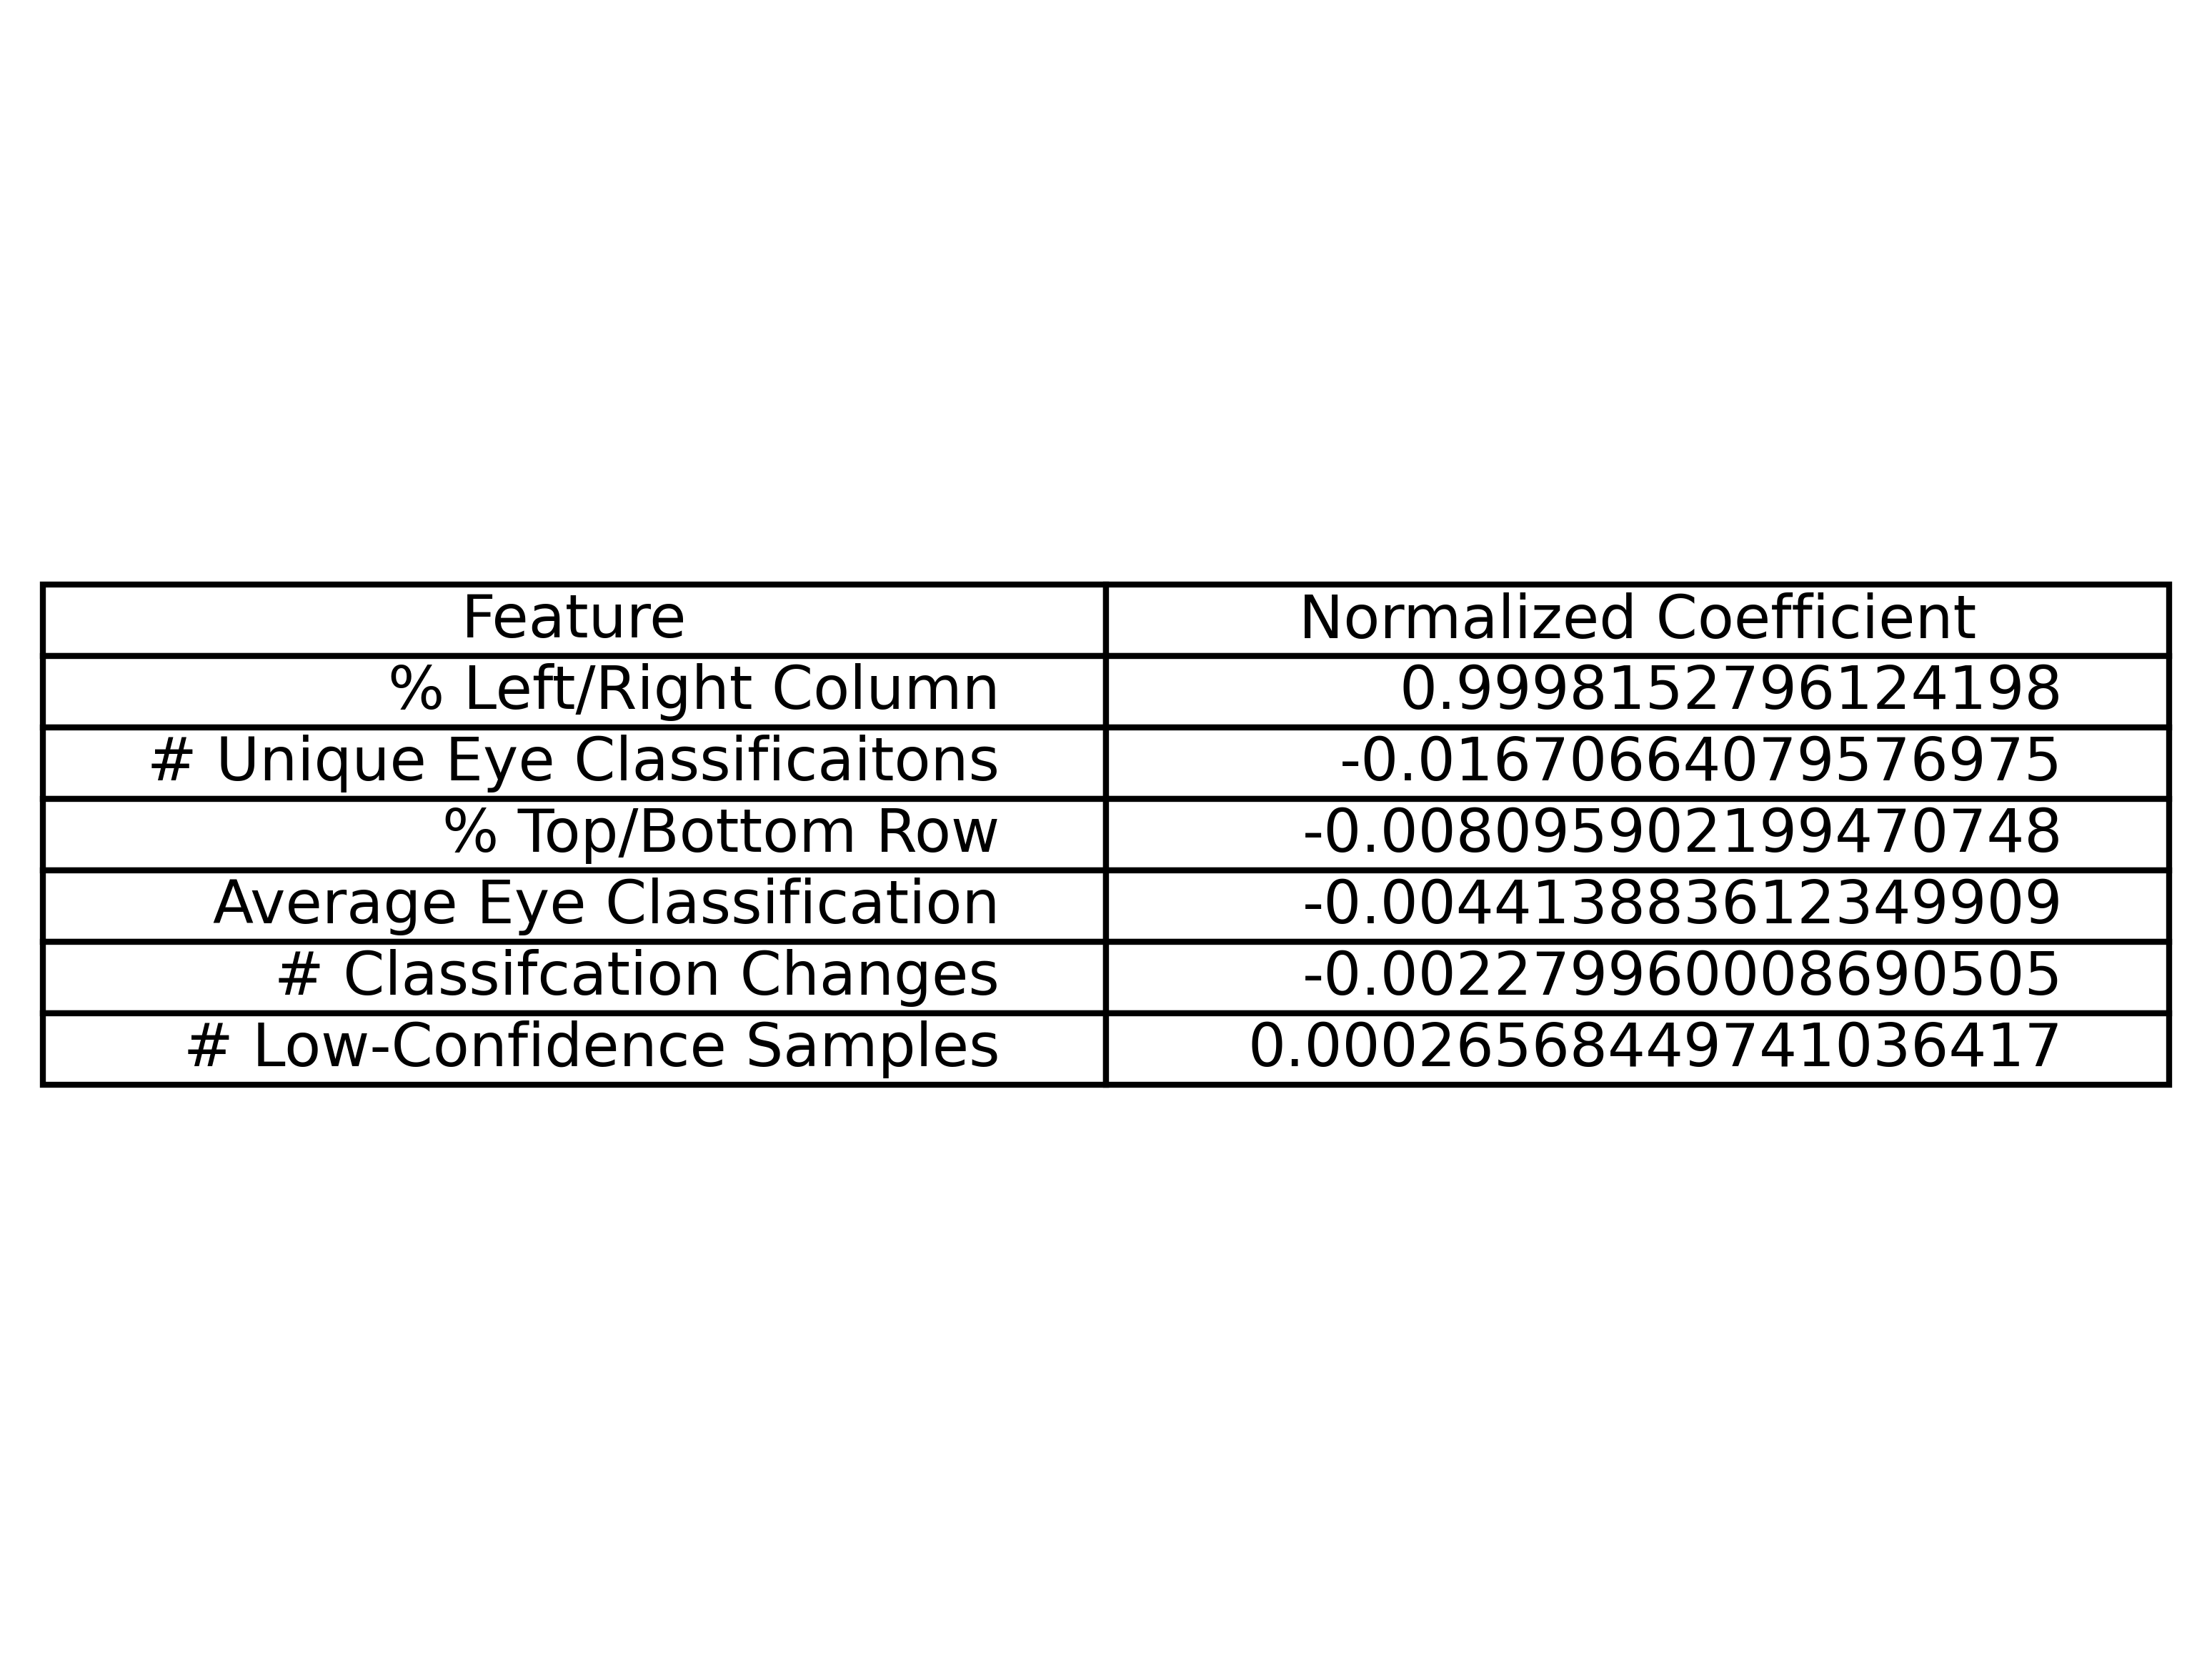 Feature Normalized Coefficient
% Left/Right Column 0.9998152796124198
# Unique Eye Classificaitons -0.016706664079576975
% Top/Bottom Row -0.008095902199470748
Average Eye Classification -0.004413883612349909
# Classifcation Changes -0.002279960008690505
# Low-Confidence Samples 0.00026568449741036417